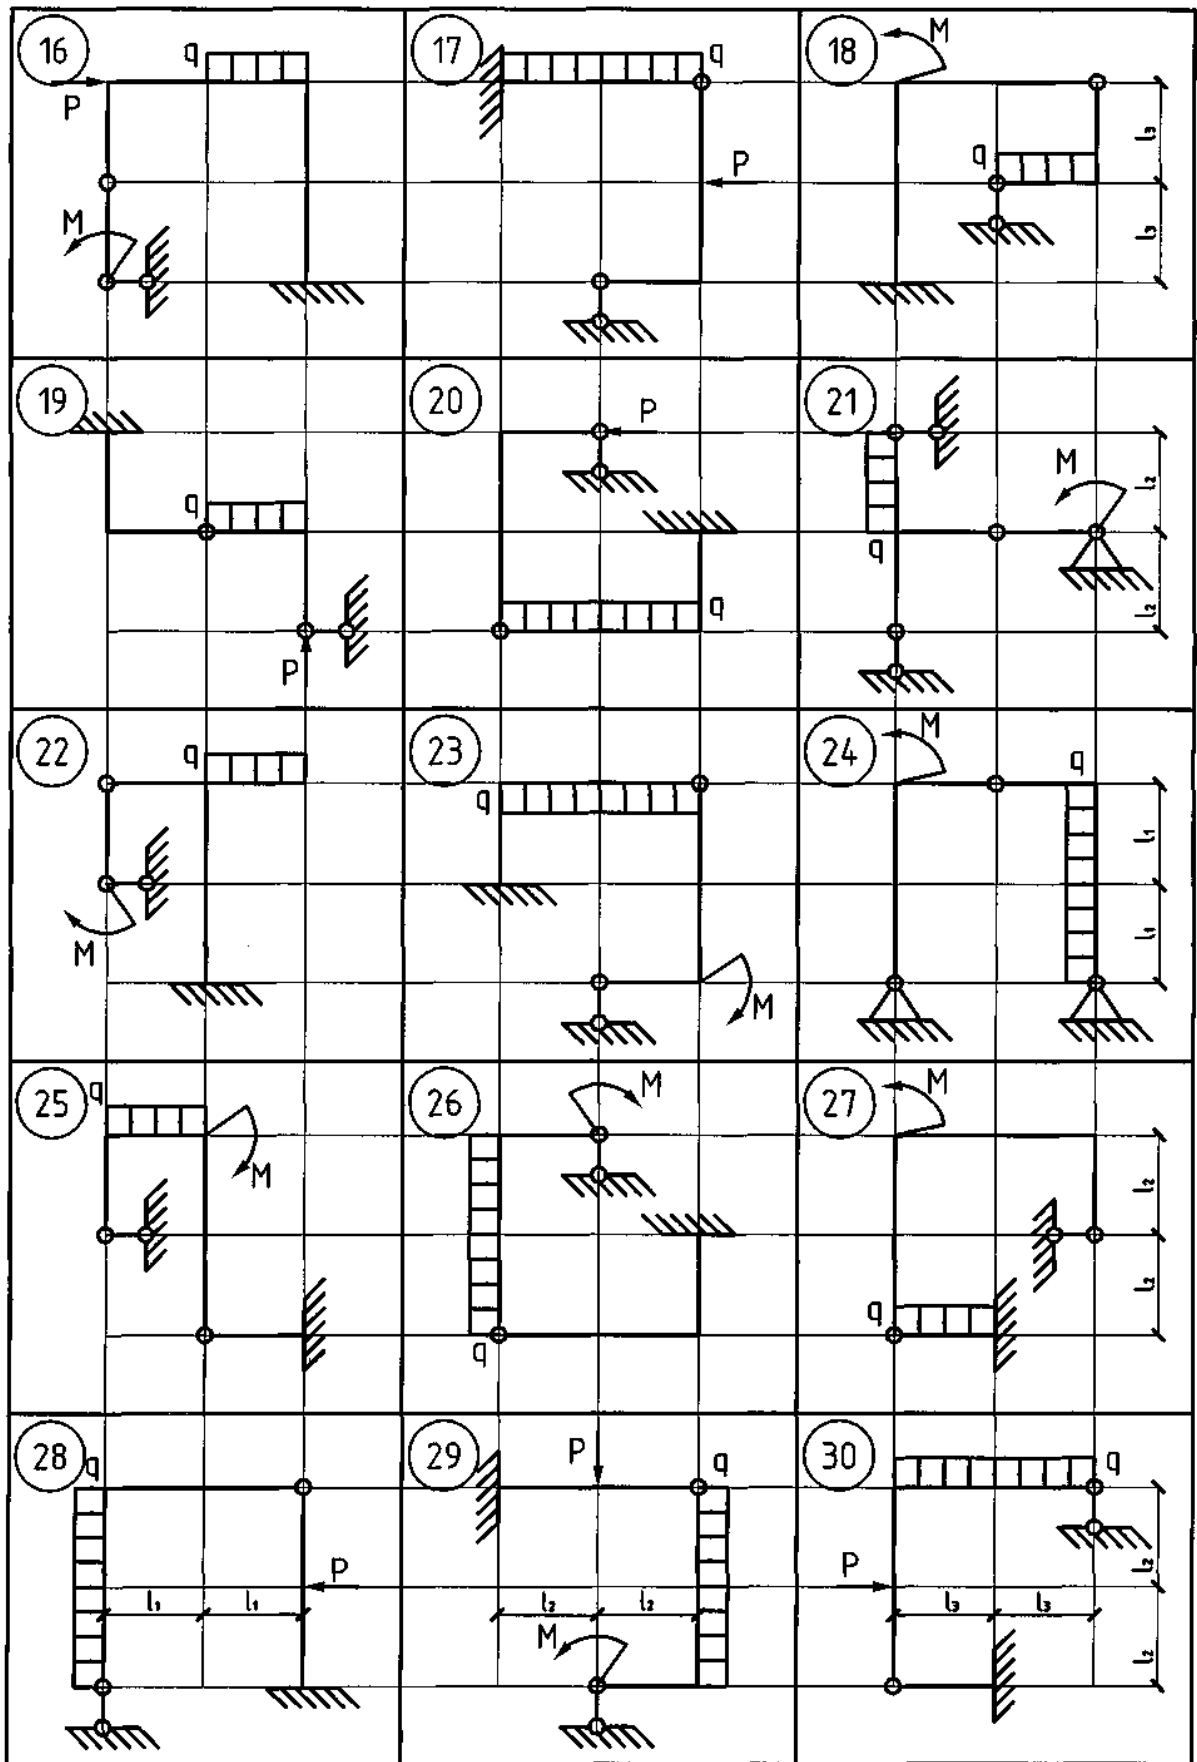 16 q P M
17 q P
18 M q l₃ l₃
19 q P
20 P q
21 M q l₂ l₂
22 q M
23 q M
24 M q l₁ l₁
25 q M
26 M q
27 M q l₂ l₂
28 q P l₁ l₁
29 P q l₂ l₂ M
30 q P l₃ l₃ l₂ l₂